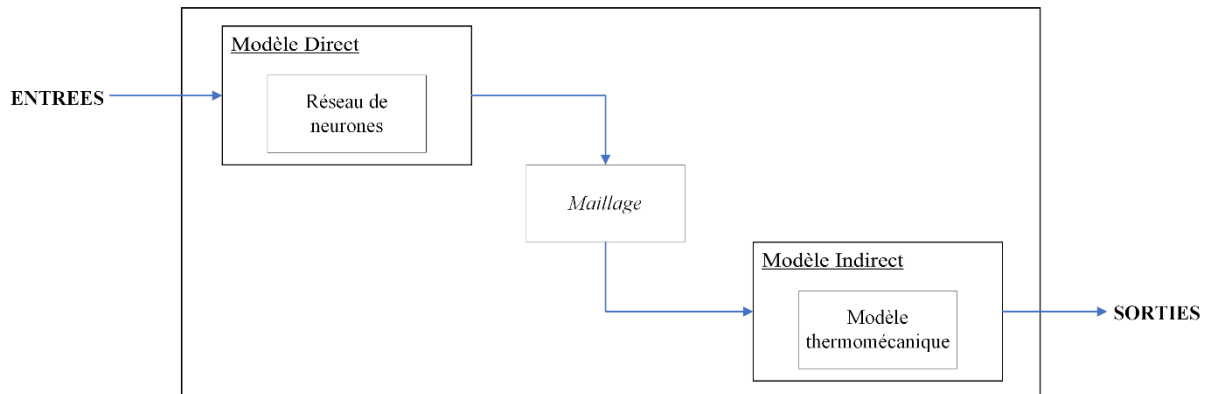 Modèle Direct
ENTREES
Réseau de
neurones
Maillage
Modèle Indirect
Modèle
thermomécanique
SORTIES